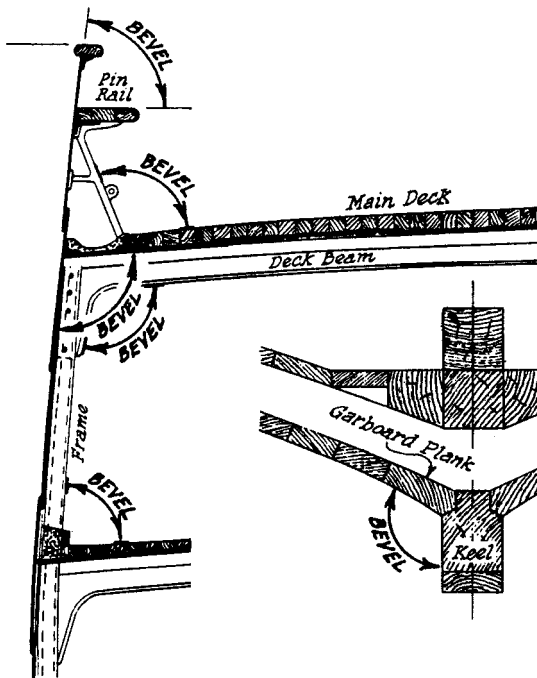 BEVEL
Pin
Rail
BEVEL
Main Deck
Deck Beam
BEVEL
BEVEL
Frame
Garboard Plank
BEVEL
BEVEL
Keel